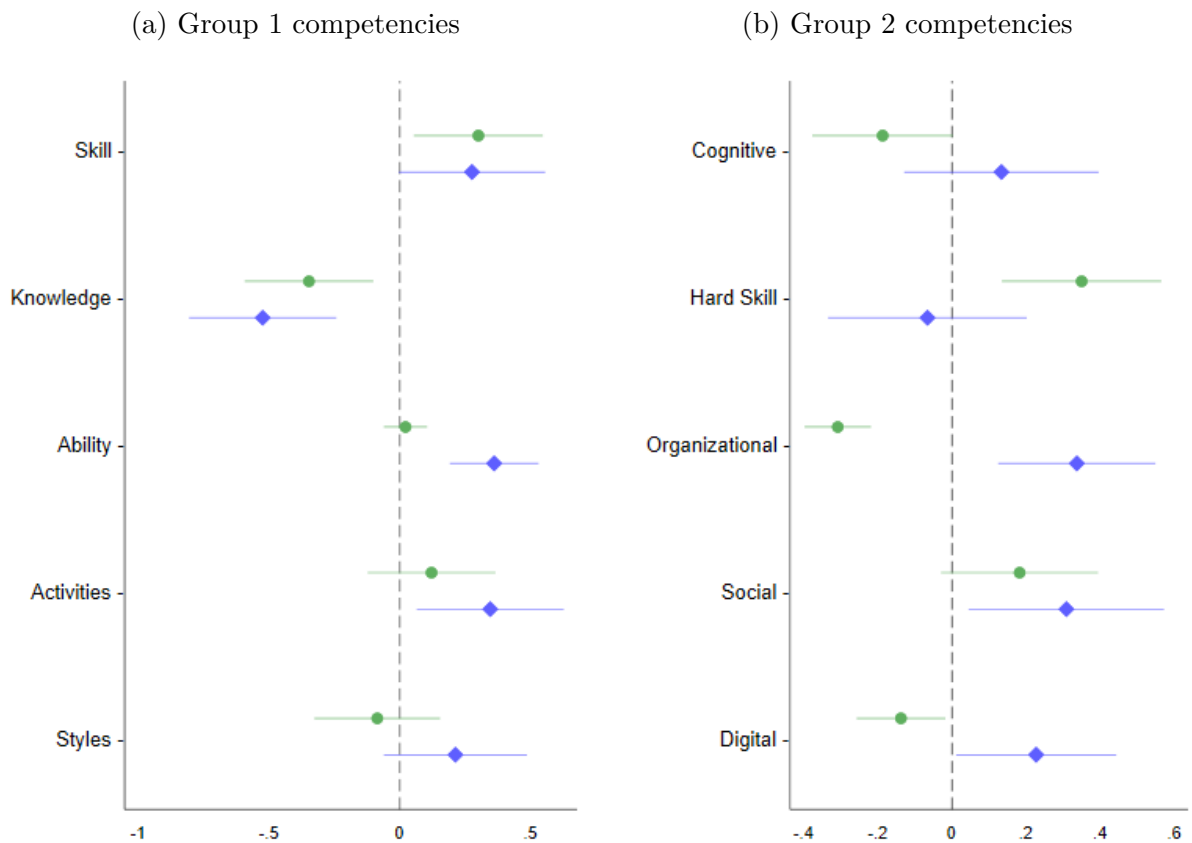 (a) Group 1 competencies
Skill
Knowledge
Ability
Activities
Styles
-1 -.5 0 .5
(b) Group 2 competencies
Cognitive
Hard Skill
Organizational
Social
Digital
-.4 -.2 0 .2 .4 .6